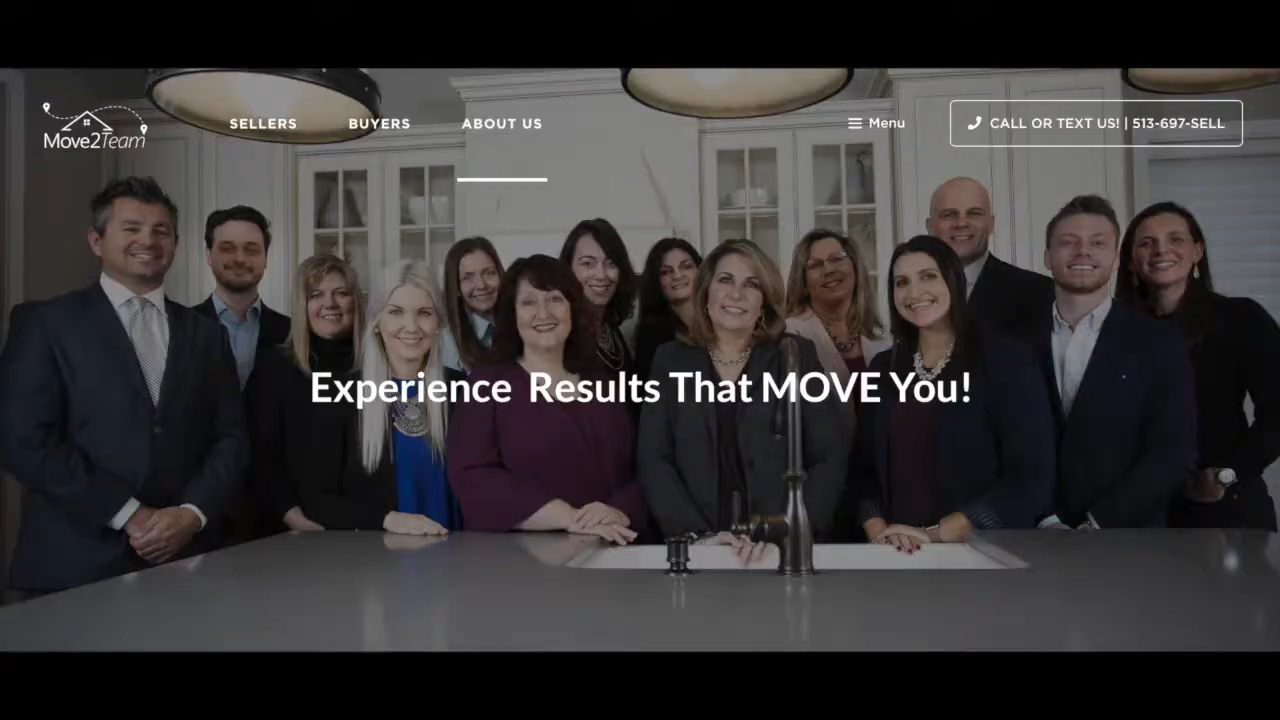 Move2Team
SELLERS
BUYERS
ABOUT US
Menu
CALL OR TEXT US! | 513-697-SELL
Experience Results That MOVE You!